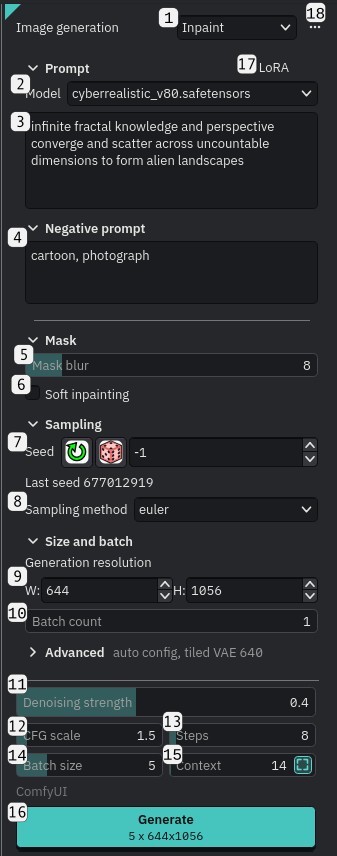 1
18
Image generation
Inpaint
...
Prompt
17
LoRA
2
Model
cyberrealistic_v80.safetensors
3
infinite fractal knowledge and perspective
converge and scatter across uncountable
dimensions to form alien landscapes
Negative prompt
4
cartoon, photograph
Mask
5
Mask blur
8
6
Soft inpainting
Sampling
7
Seed
-1
Last seed 677012919
8
Sampling method
euler
Size and batch
Generation resolution
9
W:
644
H:
1056
10
Batch count
1
Advanced
auto config, tiled VAE 640
11
Denoising strength
0.4
12
CFG scale
1.5
13
Steps
8
14
Batch size
5
15
Context
14
ComfyUI
16
Generate
5 x 644x1056